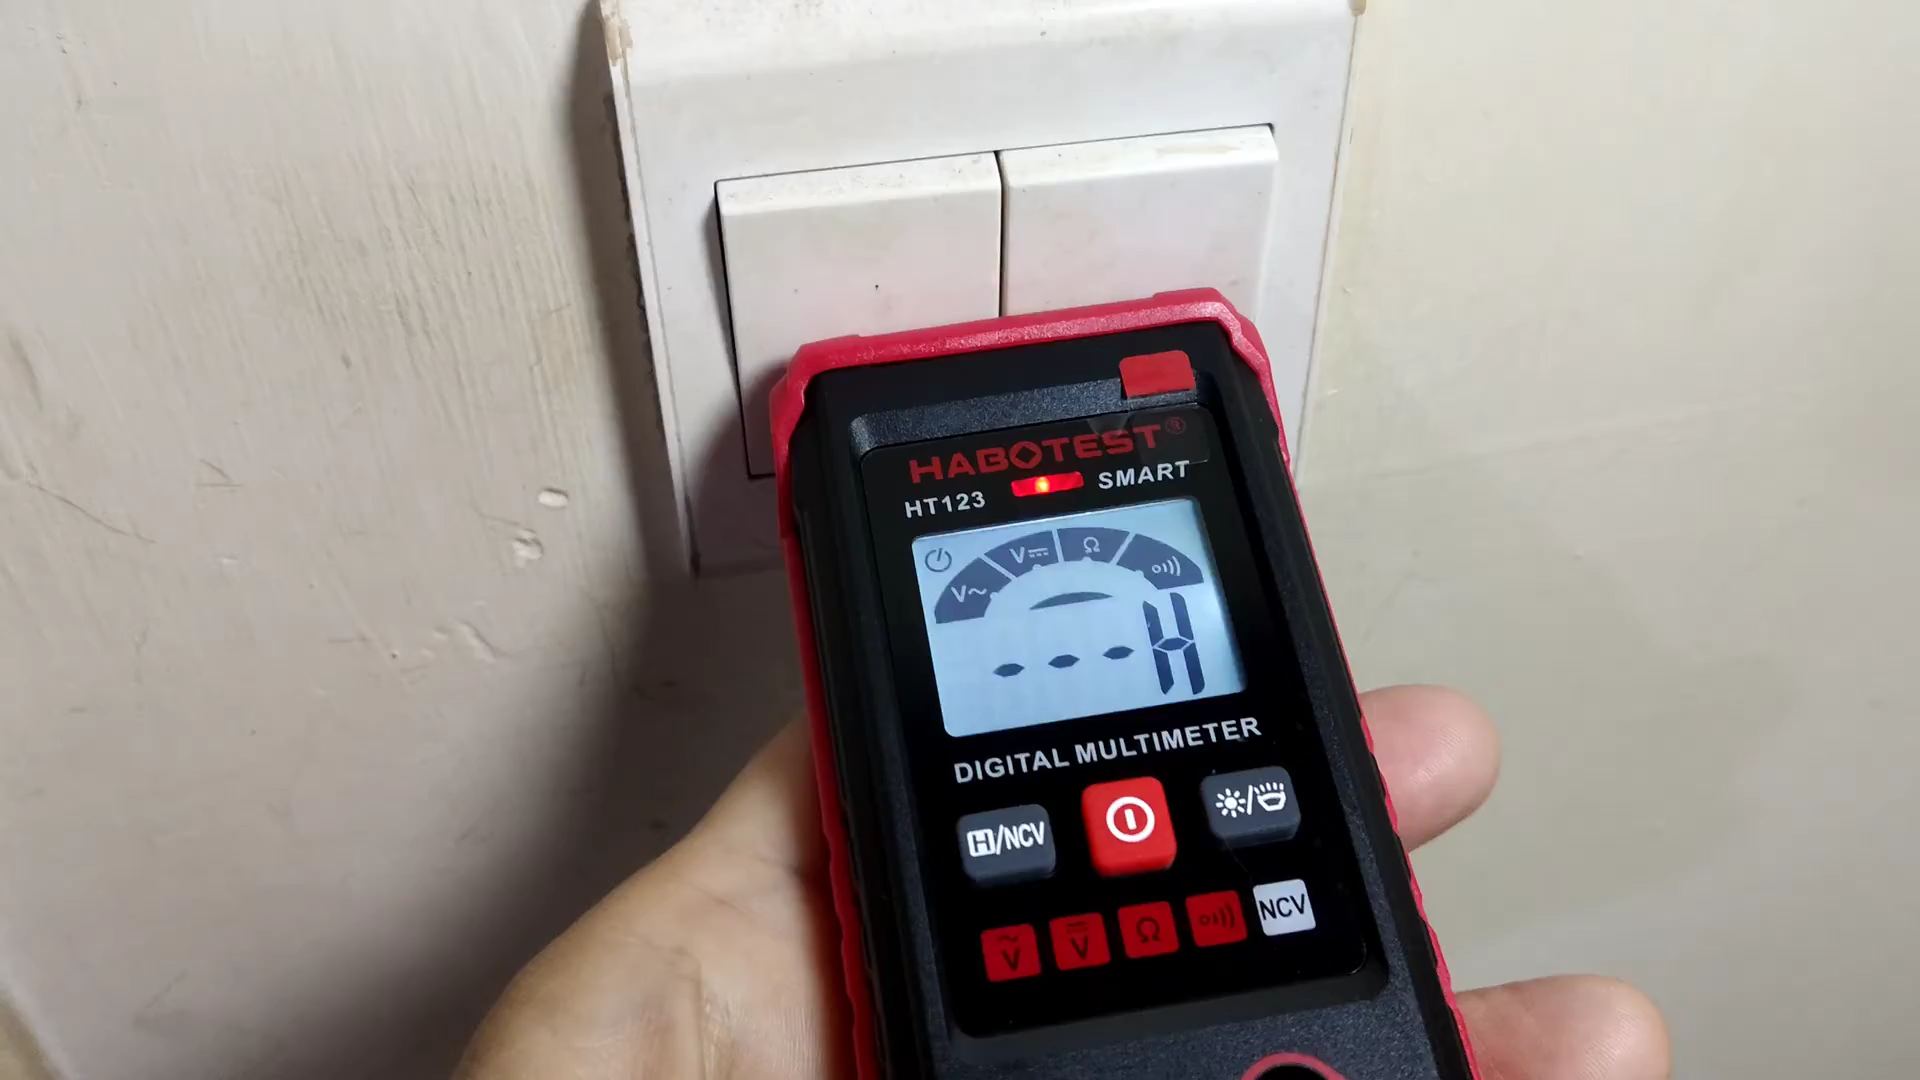 HABOTEST®
HT123 SMART
V~ V⎓ Ω
---H
DIGITAL MULTIMETER
H/NCV
V V Ω NCV